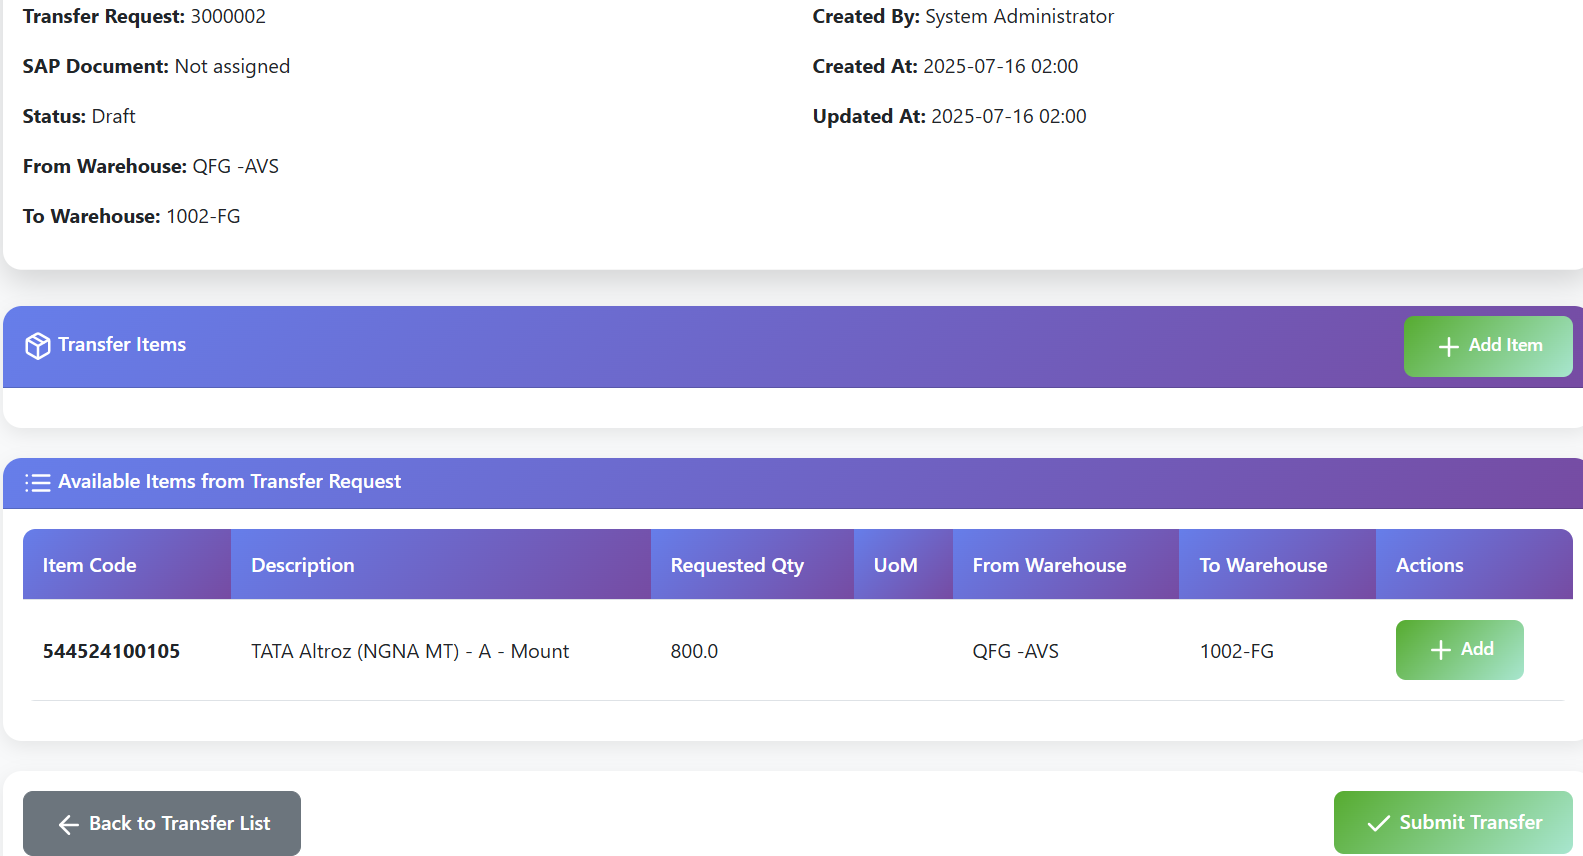 Transfer Request: 3000002
SAP Document: Not assigned
Status: Draft
From Warehouse: QFG -AVS
To Warehouse: 1002-FG
Created By: System Administrator
Created At: 2025-07-16 02:00
Updated At: 2025-07-16 02:00
Transfer Items
Add Item
Available Items from Transfer Request
Item Code Description Requested Qty UoM From Warehouse To Warehouse Actions
544524100105 TATA Altroz (NGNA MT) - A - Mount 800.0 QFG -AVS 1002-FG Add
Back to Transfer List
Submit Transfer